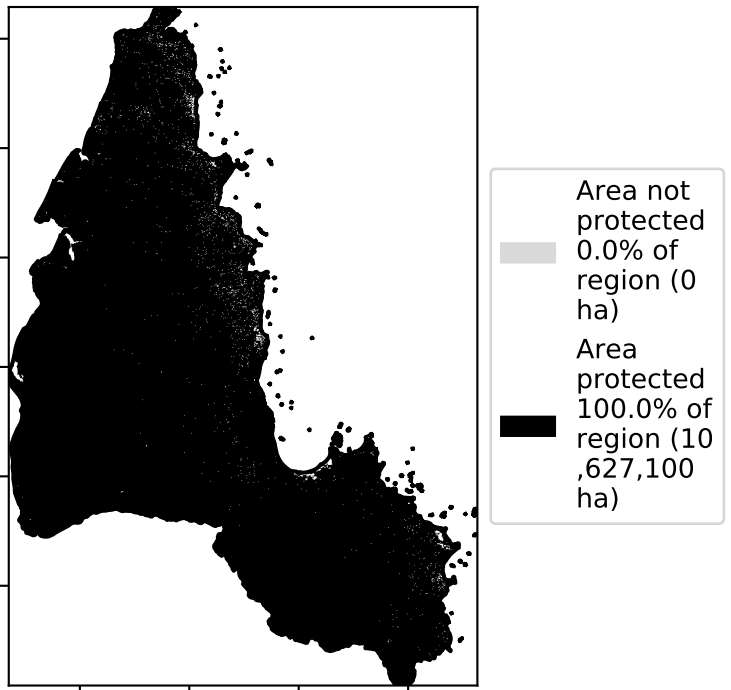 Area not
protected
0.0% of
region (0
ha)
Area
protected
100.0% of
region (10
,627,100
ha)